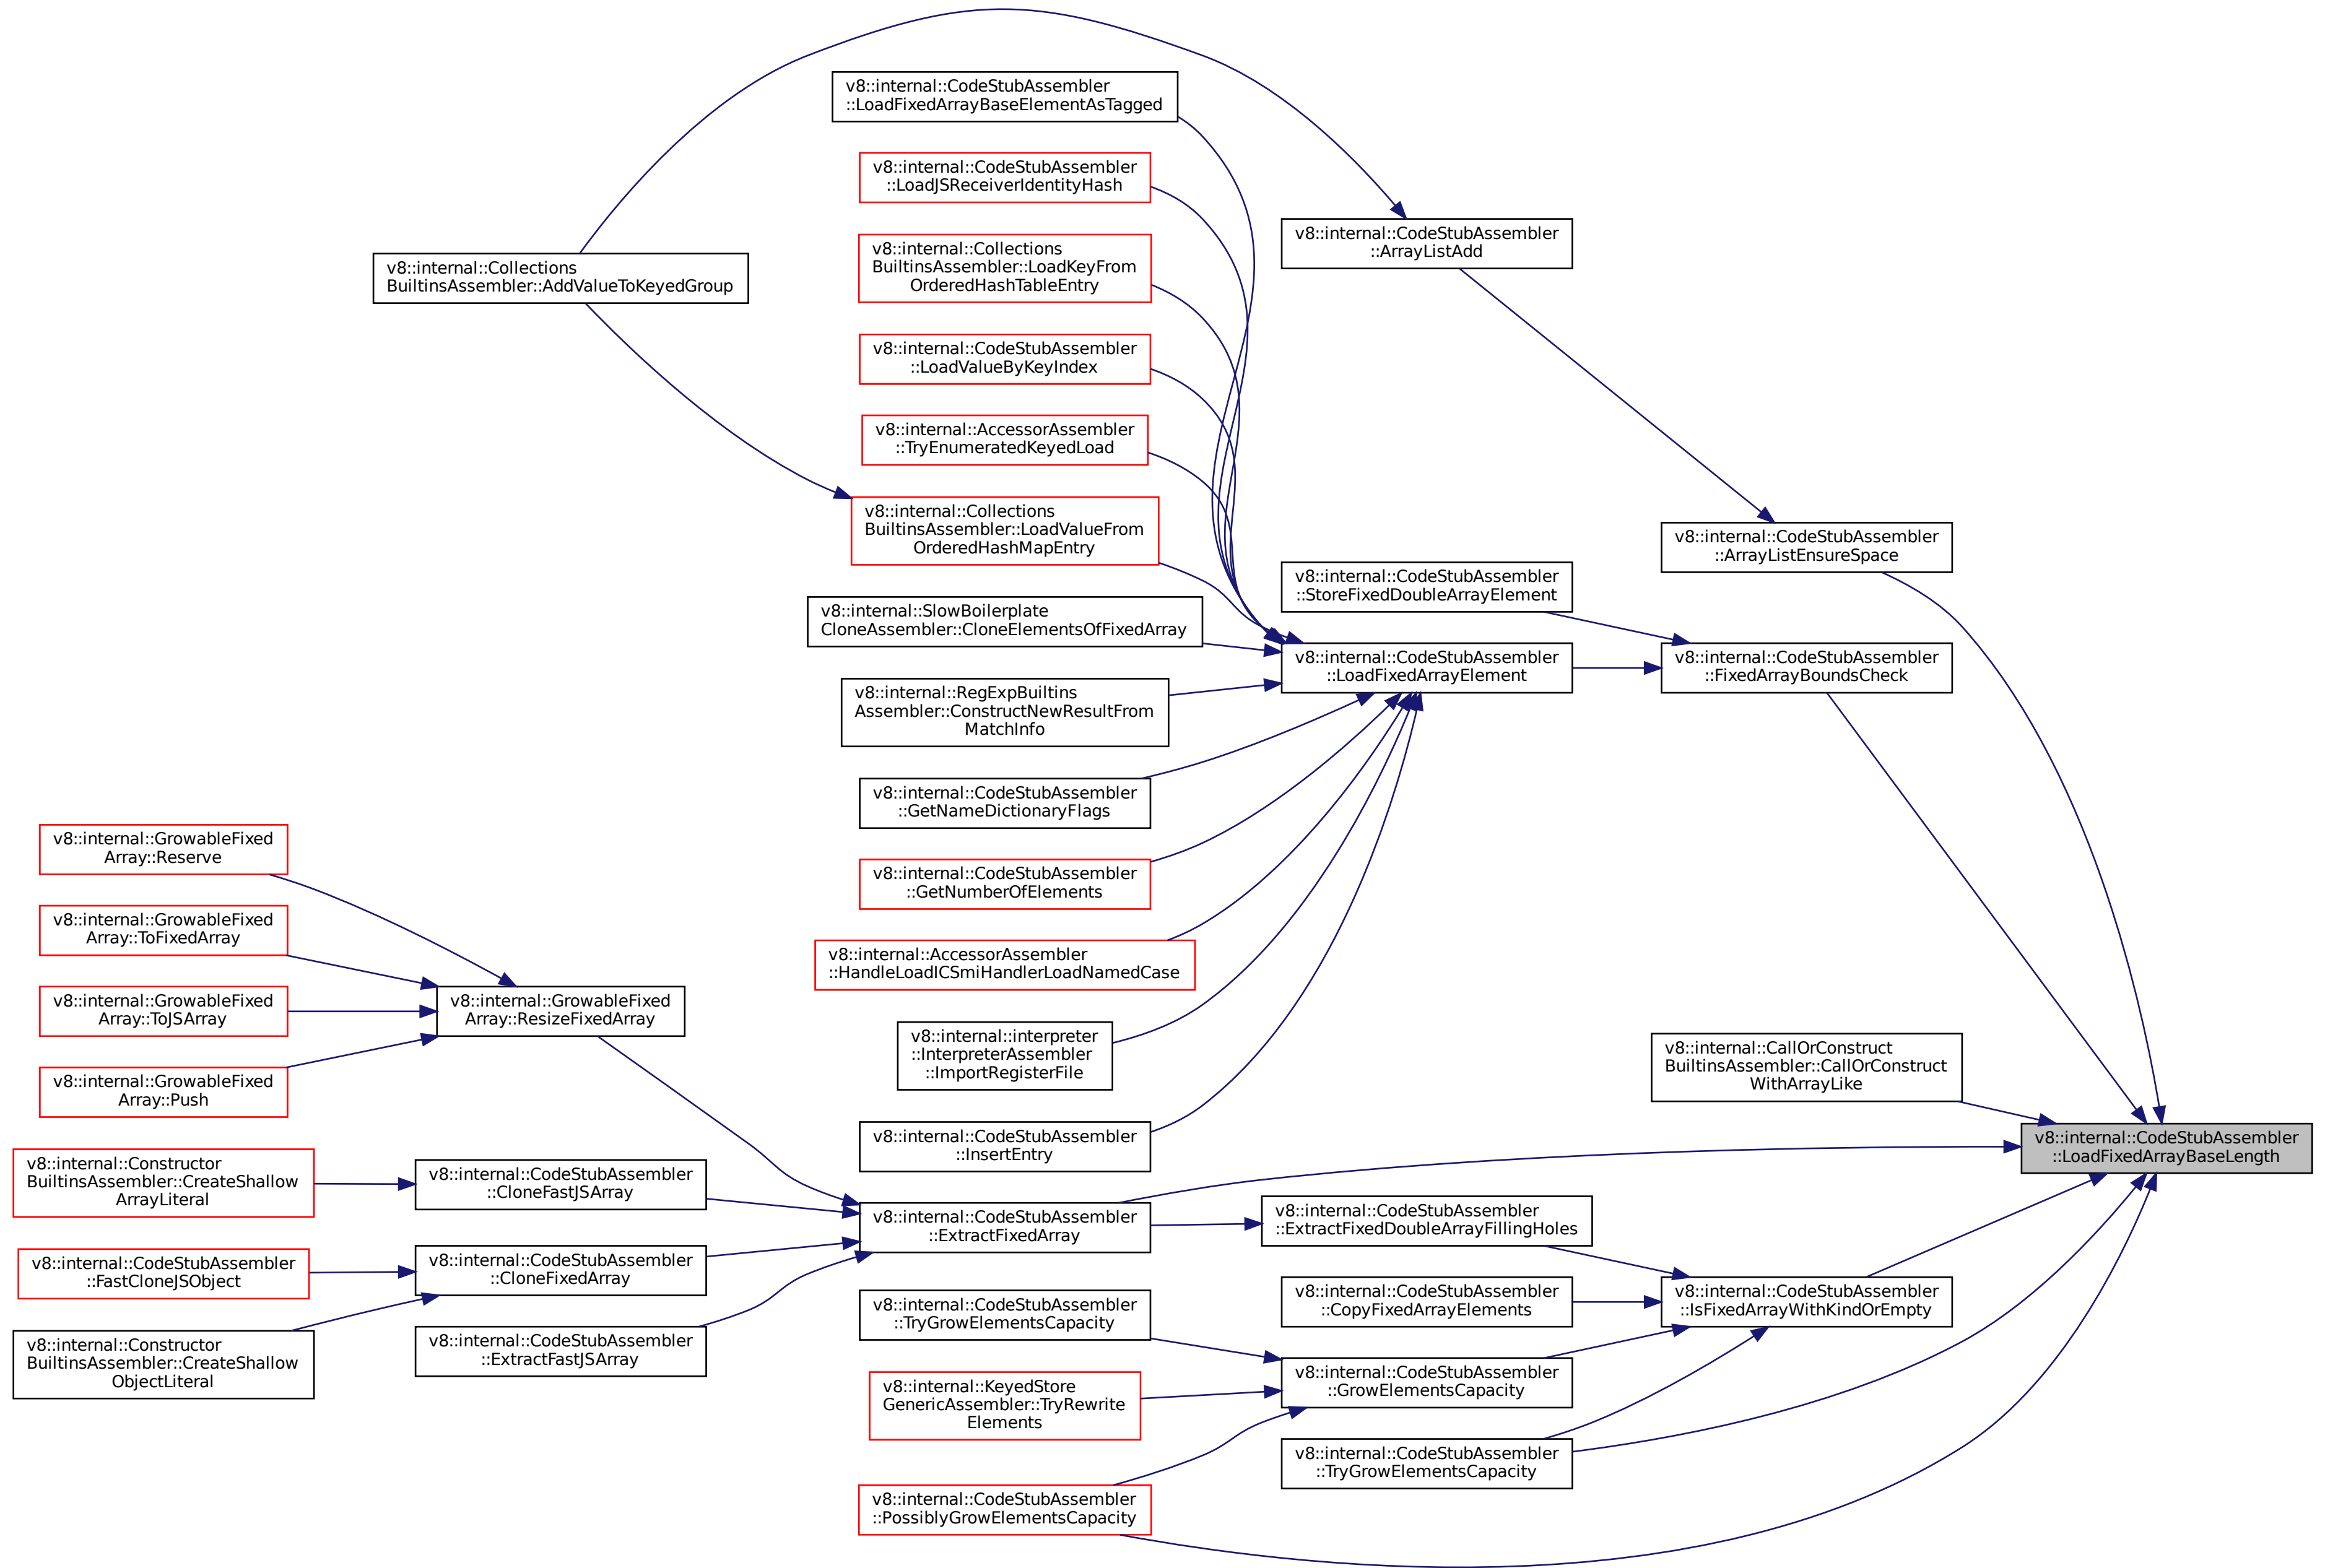 v8::internal::CodeStubAssembler
::LoadFixedArrayBaseElementAsTagged
v8::internal::CodeStubAssembler
::LoadJSReceiverIdentityHash
v8::internal::Collections
BuiltinsAssembler::LoadKeyFrom
OrderedHashTableEntry
v8::internal::CodeStubAssembler
::ArrayListAdd
v8::internal::Collections
BuiltinsAssembler::AddValueToKeyedGroup
v8::internal::CodeStubAssembler
::LoadValueByKeyIndex
v8::internal::AccessorAssembler
::TryEnumeratedKeyedLoad
v8::internal::Collections
BuiltinsAssembler::LoadValueFrom
OrderedHashMapEntry
v8::internal::CodeStubAssembler
::ArrayListEnsureSpace
v8::internal::CodeStubAssembler
::StoreFixedDoubleArrayElement
v8::internal::SlowBoilerplate
CloneAssembler::CloneElementsOfFixedArray
v8::internal::CodeStubAssembler
::LoadFixedArrayElement
v8::internal::CodeStubAssembler
::FixedArrayBoundsCheck
v8::internal::RegExpBuiltins
Assembler::ConstructNewResultFrom
MatchInfo
v8::internal::CodeStubAssembler
::GetNameDictionaryFlags
v8::internal::GrowableFixed
Array::Reserve
v8::internal::CodeStubAssembler
::GetNumberOfElements
v8::internal::GrowableFixed
Array::ToFixedArray
v8::internal::AccessorAssembler
::HandleLoadICSmiHandlerLoadNamedCase
v8::internal::GrowableFixed
Array::ToJSArray
v8::internal::GrowableFixed
Array::ResizeFixedArray
v8::internal::interpreter
::InterpreterAssembler
::ImportRegisterFile
v8::internal::CallOrConstruct
BuiltinsAssembler::CallOrConstruct
WithArrayLike
v8::internal::GrowableFixed
Array::Push
v8::internal::CodeStubAssembler
::InsertEntry
v8::internal::CodeStubAssembler
::LoadFixedArrayBaseLength
v8::internal::Constructor
BuiltinsAssembler::CreateShallow
ArrayLiteral
v8::internal::CodeStubAssembler
::CloneFastJSArray
v8::internal::CodeStubAssembler
::ExtractFixedArray
v8::internal::CodeStubAssembler
::ExtractFixedDoubleArrayFillingHoles
v8::internal::CodeStubAssembler
::FastCloneJSObject
v8::internal::CodeStubAssembler
::CloneFixedArray
v8::internal::CodeStubAssembler
::CopyFixedArrayElements
v8::internal::CodeStubAssembler
::IsFixedArrayWithKindOrEmpty
v8::internal::CodeStubAssembler
::TryGrowElementsCapacity
v8::internal::Constructor
BuiltinsAssembler::CreateShallow
ObjectLiteral
v8::internal::CodeStubAssembler
::ExtractFastJSArray
v8::internal::CodeStubAssembler
::GrowElementsCapacity
v8::internal::KeyedStore
GenericAssembler::TryRewrite
Elements
v8::internal::CodeStubAssembler
::TryGrowElementsCapacity
v8::internal::CodeStubAssembler
::PossiblyGrowElementsCapacity